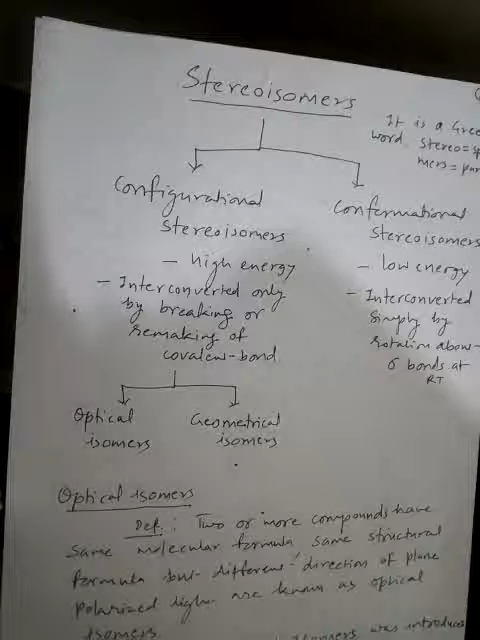 Stereoisomers
It is a Gree
word stereo=sp
mers = par
Configurational
Stereoisomers
- high energy
- Interconverted only
by breaking or
remaking of
covalent-bond
Conformational
Stereoisomers
- low energy
- Interconverted
simply by
rotation about
σ bonds at
RT
Optical
isomers
Geometrical
isomers
Optical isomers
Def: Two or more compounds have
same molecular formula same structural
formula but different direction of plane
polarized light are known as optical
isomers
was introduced